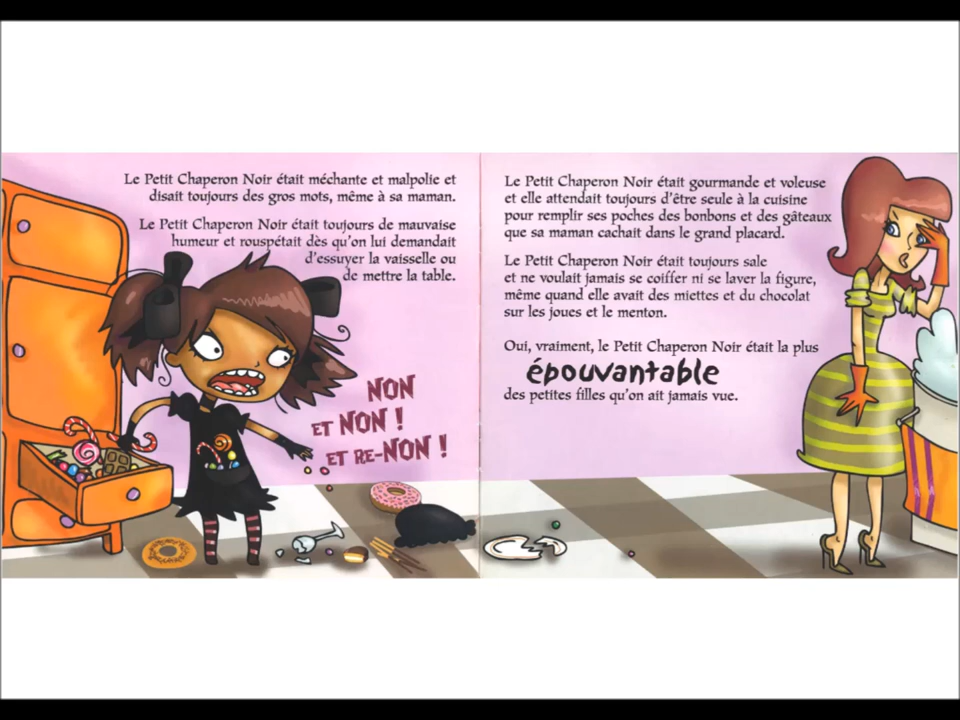 Le Petit Chaperon Noir était méchante et malpolie et
disait toujours des gros mots, même à sa maman.
Le Petit Chaperon Noir était toujours de mauvaise
humeur et rouspétait dès qu'on lui demandait
d'essuyer la vaisselle ou
de mettre la table.
NON
ET NON !
ET RE-NON !
Le Petit Chaperon Noir était gourmande et voleuse
et elle attendait toujours d'être seule à la cuisine
pour remplir ses poches des bonbons et des gâteaux
que sa maman cachait dans le grand placard.
Le Petit Chaperon Noir était toujours sale
et ne voulait jamais se coiffer ni se laver la figure,
même quand elle avait des miettes et du chocolat
sur les joues et le menton.
Oui, vraiment, le Petit Chaperon Noir était la plus
épouvantable
des petites filles qu'on ait jamais vue.